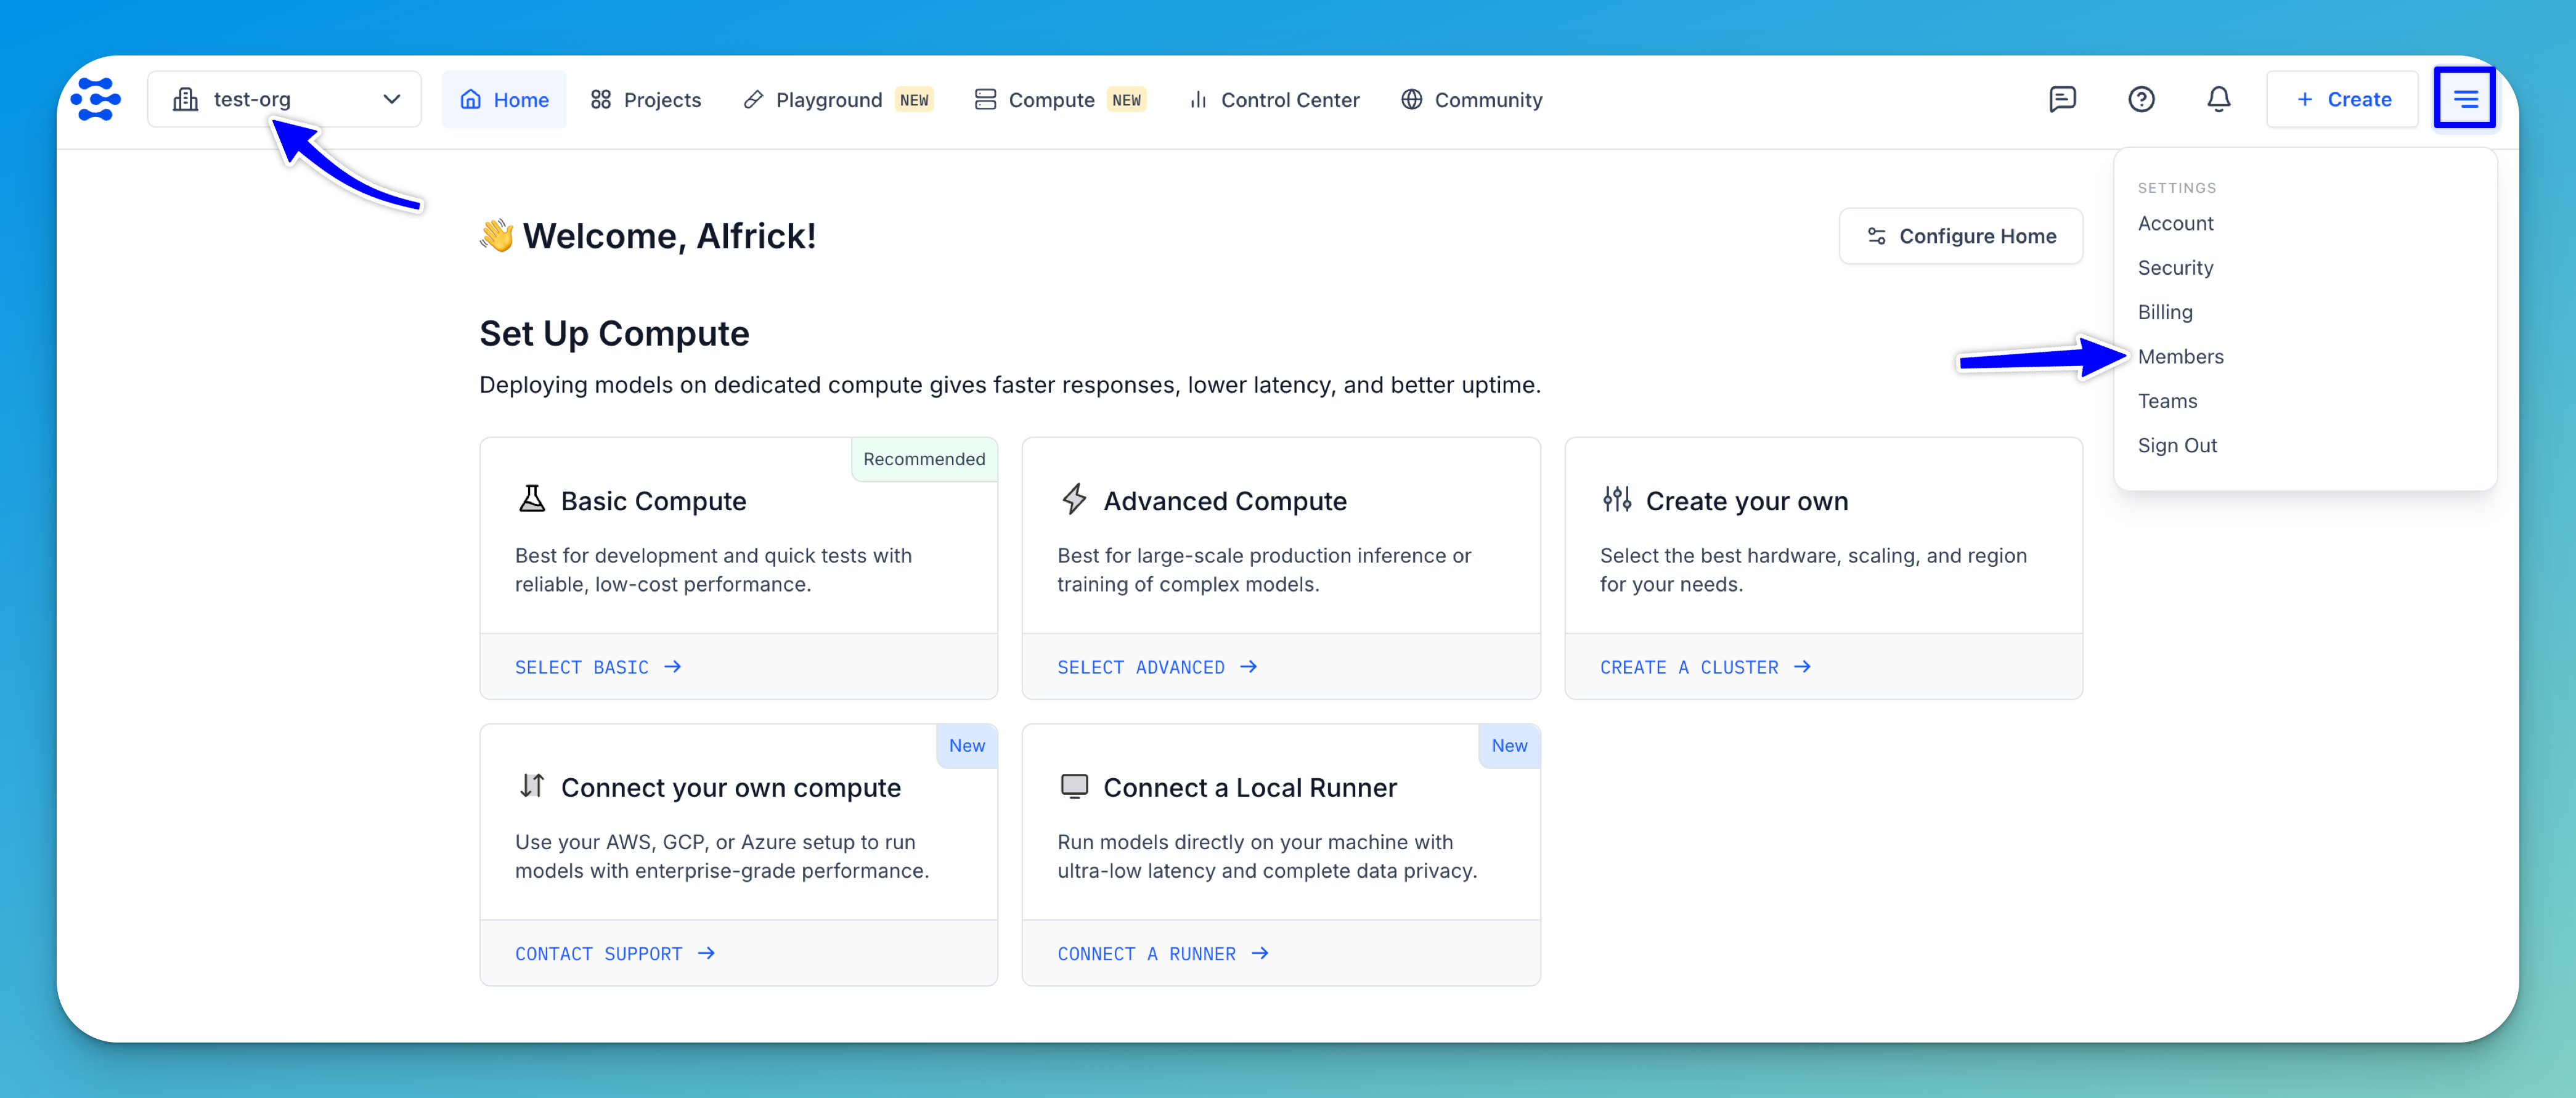 test-org
Home
Projects
Playground NEW
Compute NEW
Control Center
Community
+ Create
SETTINGS
Account
Security
Billing
Members
Teams
Sign Out
👋 Welcome, Alfrick!
Configure Home
Set Up Compute
Deploying models on dedicated compute gives faster responses, lower latency, and better uptime.
Recommended
Basic Compute
Best for development and quick tests with
reliable, low-cost performance.
SELECT BASIC →
Advanced Compute
Best for large-scale production inference or
training of complex models.
SELECT ADVANCED →
Create your own
Select the best hardware, scaling, and region
for your needs.
CREATE A CLUSTER →
New
Connect your own compute
Use your AWS, GCP, or Azure setup to run
models with enterprise-grade performance.
CONTACT SUPPORT →
New
Connect a Local Runner
Run models directly on your machine with
ultra-low latency and complete data privacy.
CONNECT A RUNNER →